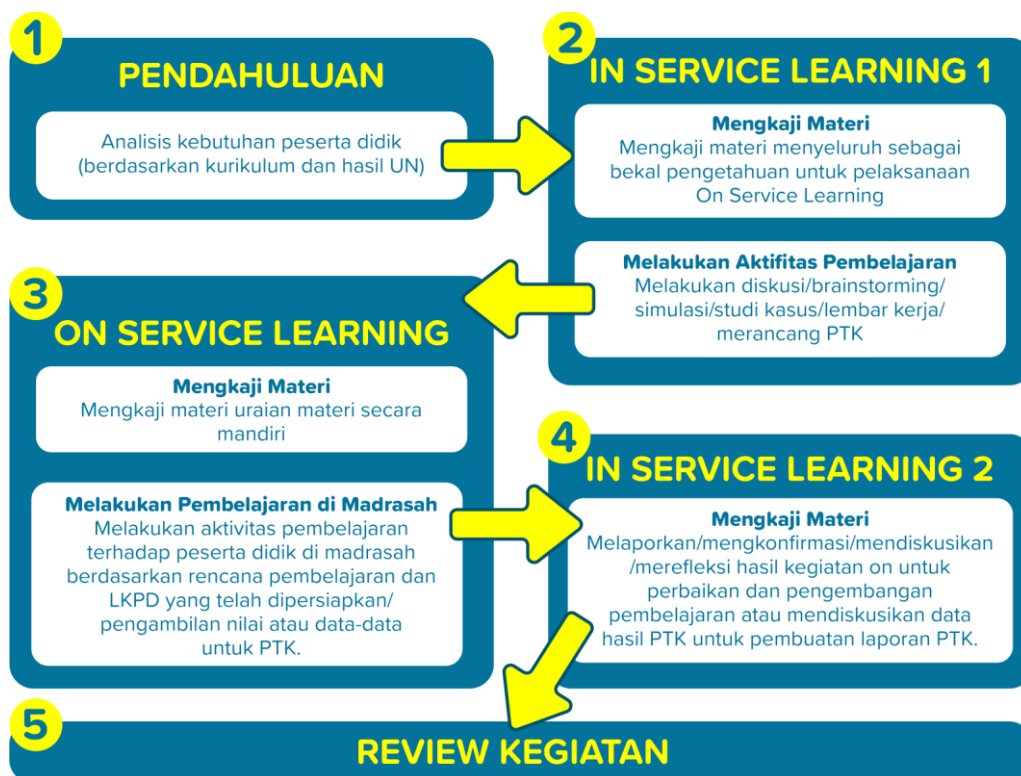 1
PENDAHULUAN
Analisis kebutuhan peserta didik
(berdasarkan kurikulum dan hasil UN)
2
IN SERVICE LEARNING 1
Mengkaji Materi
Mengkaji materi menyeluruh sebagai
bekal pengetahuan untuk pelaksanaan
On Service Learning
Melakukan Aktifitas Pembelajaran
Melakukan diskusi/brainstorming/
simulasi/studi kasus/lembar kerja/
merancang PTK
3
ON SERVICE LEARNING
Mengkaji Materi
Mengkaji materi uraian materi secara
mandiri
Melakukan Pembelajaran di Madrasah
Melakukan aktivitas pembelajaran
terhadap peserta didik di madrasah
berdasarkan rencana pembelajaran dan
LKPD yang telah dipersiapkan/
pengambilan nilai atau data-data
untuk PTK.
4
IN SERVICE LEARNING 2
Mengkaji Materi
Melaporkan/mengkonfirmasi/mendiskusikan
/merefleksi hasil kegiatan on untuk
perbaikan dan pengembangan
pembelajaran atau mendiskusikan data
hasil PTK untuk pembuatan laporan PTK.
5
REVIEW KEGIATAN